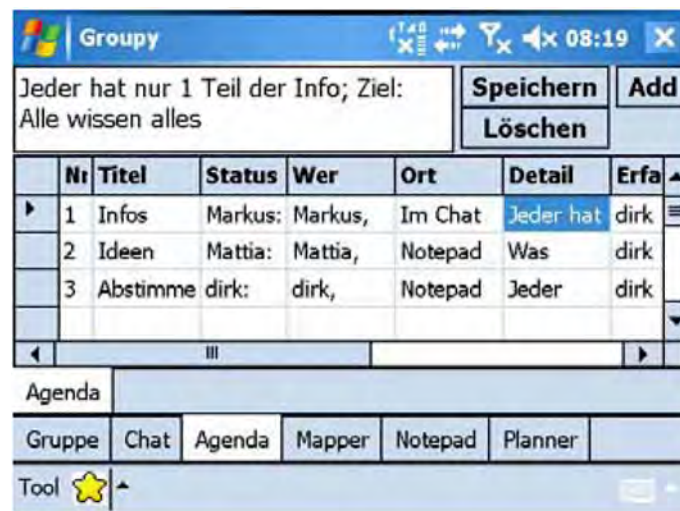 Groupy 08:19
Jeder hat nur 1 Teil der Info; Ziel:
Alle wissen alles
Speichern Add
Löschen
Nr Titel Status Wer Ort Detail Erfa
1 Infos Markus: Markus, Im Chat Jeder hat dirk
2 Ideen Mattia: Mattia, Notepad Was dirk
3 Abstimme dirk: dirk, Notepad Jeder dirk
Agenda
Gruppe Chat Agenda Mapper Notepad Planner
Tool